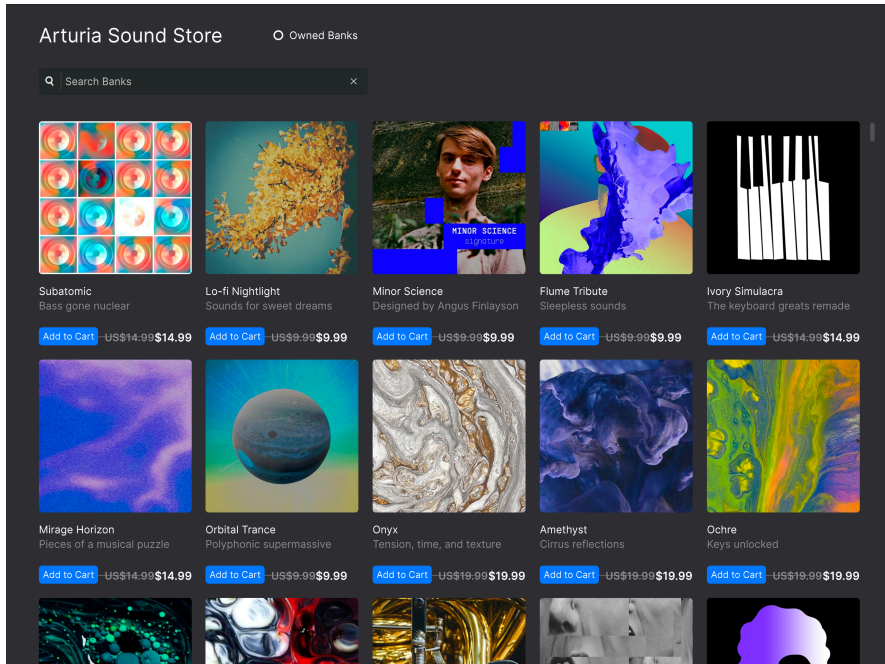 Arturia Sound Store
Owned Banks
Search Banks
MINOR SCIENCE
signature
Subatomic
Bass gone nuclear
Add to Cart US$14.99$14.99
Lo-fi Nightlight
Sounds for sweet dreams
Add to Cart US$9.99$9.99
Minor Science
Designed by Angus Finlayson
Add to Cart US$9.99$9.99
Flume Tribute
Sleepless sounds
Add to Cart US$9.99$9.99
Ivory Simulacra
The keyboard greats remade
Add to Cart US$14.99$14.99
Mirage Horizon
Pieces of a musical puzzle
Add to Cart US$14.99$14.99
Orbital Trance
Polyphonic supermassive
Add to Cart US$9.99$9.99
Onyx
Tension, time, and texture
Add to Cart US$19.99$19.99
Amethyst
Cirrus reflections
Add to Cart US$19.99$19.99
Ochre
Keys unlocked
Add to Cart US$19.99$19.99